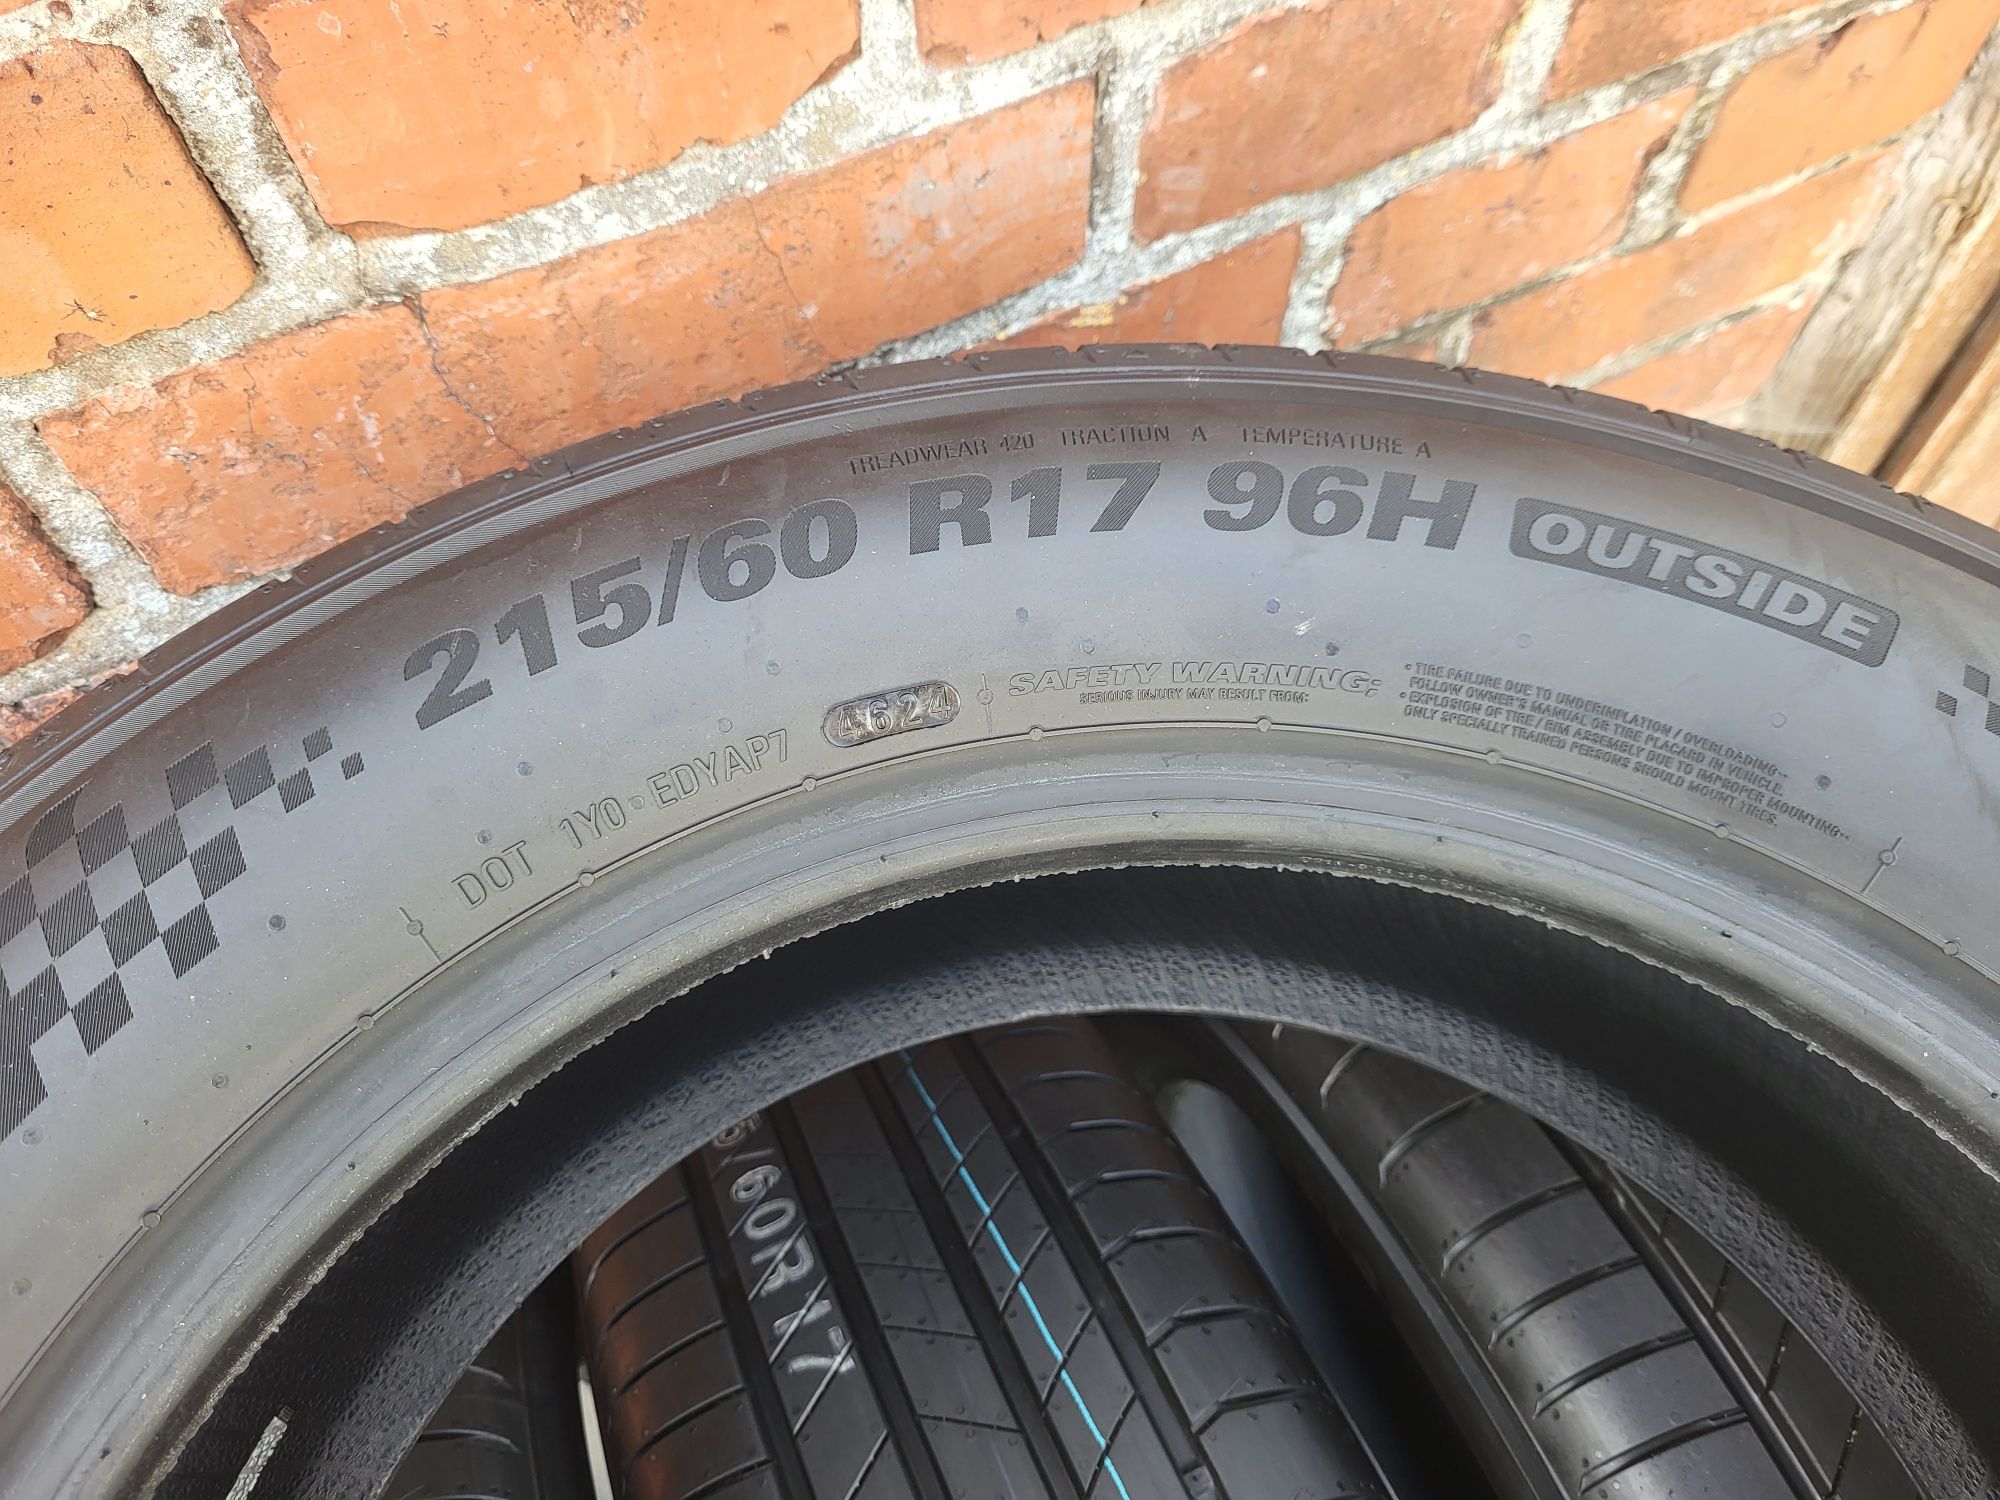 TREADWEAR 420 TRACTION A TEMPERATURE A
215/60 R17 96H OUTSIDE
DOT 1Y0 EDYAP7 4624
SAFETY WARNING;
SERIOUS INJURY MAY RESULT FROM:
• TIRE FAILURE DUE TO UNDERINFLATION / OVERLOADING--
FOLLOW OWNER'S MANUAL OR TIRE PLACARD IN VEHICLE.
• EXPLOSION OF TIRE / RIM ASSEMBLY DUE TO IMPROPER MOUNTING--
ONLY SPECIALLY TRAINED PERSONS SHOULD MOUNT TIRES.
5/60R17